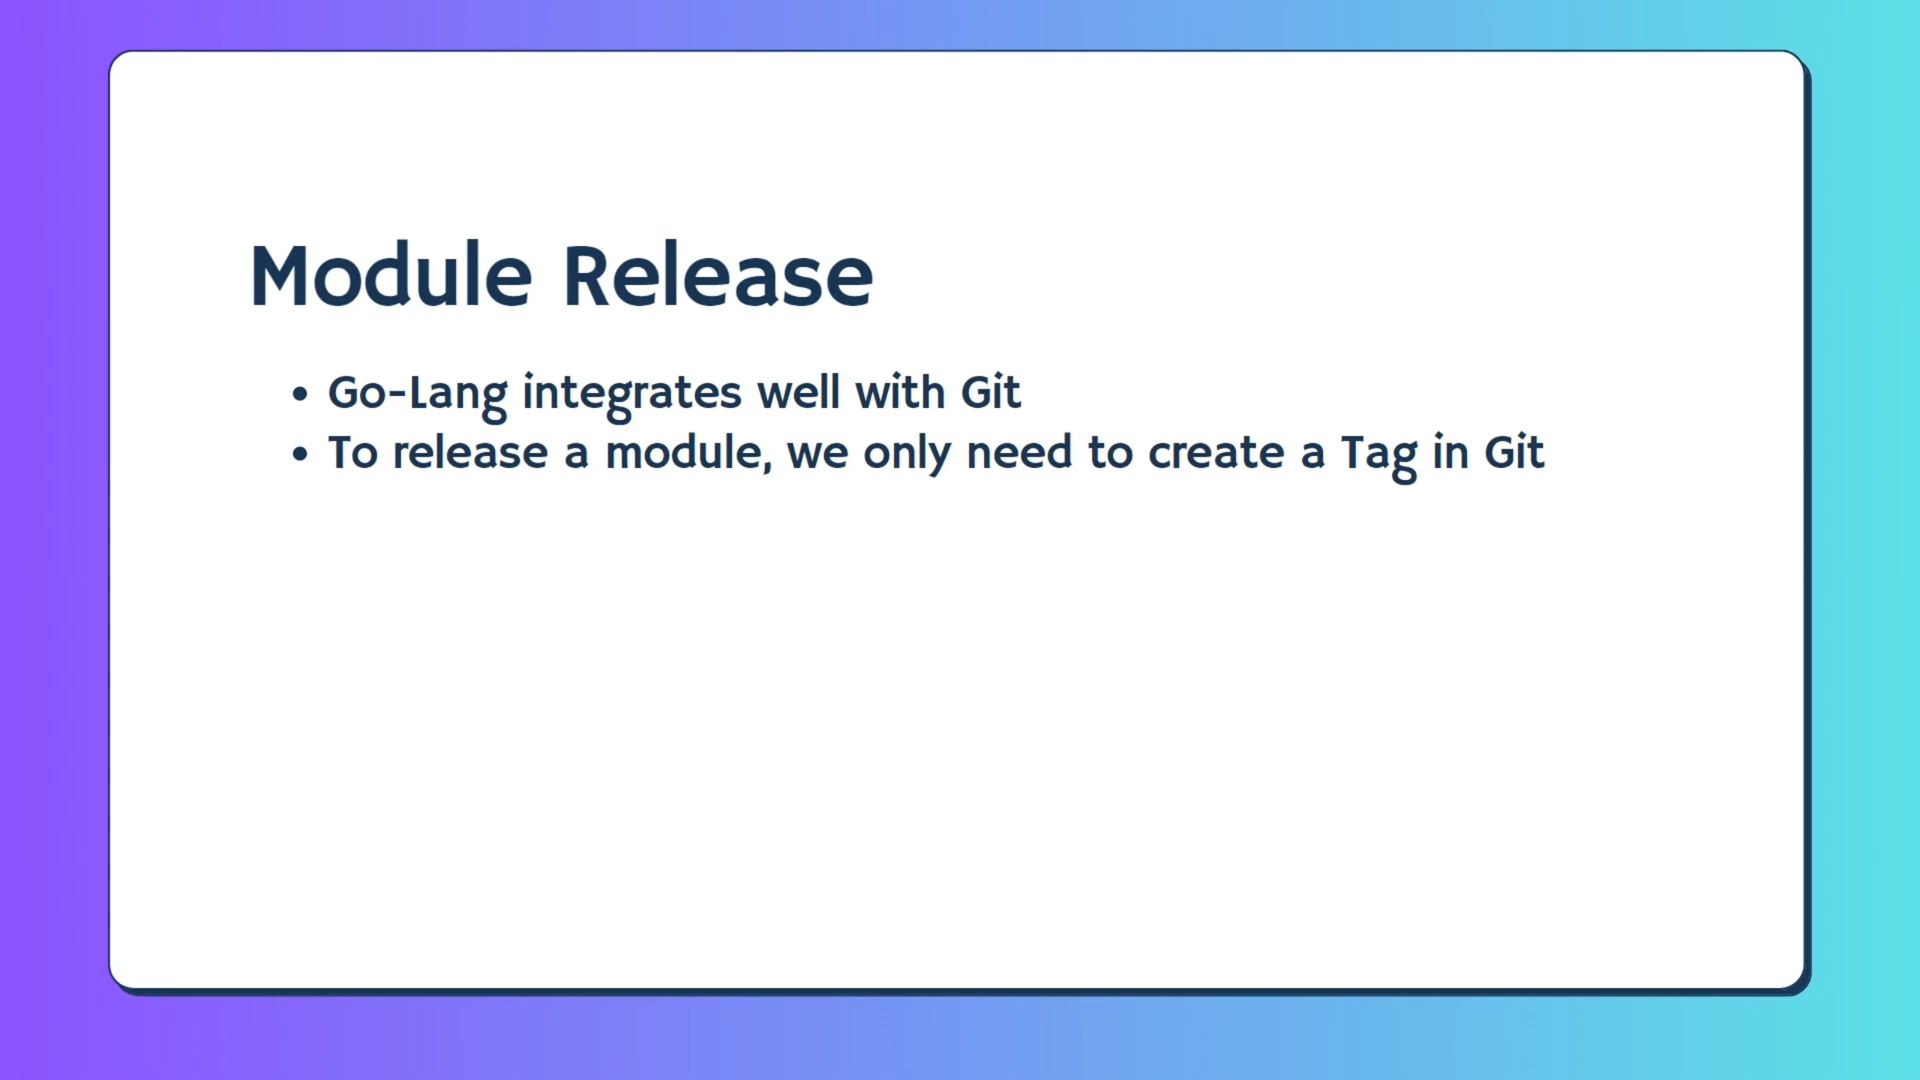 Module Release
• Go-Lang integrates well with Git
• To release a module, we only need to create a Tag in Git